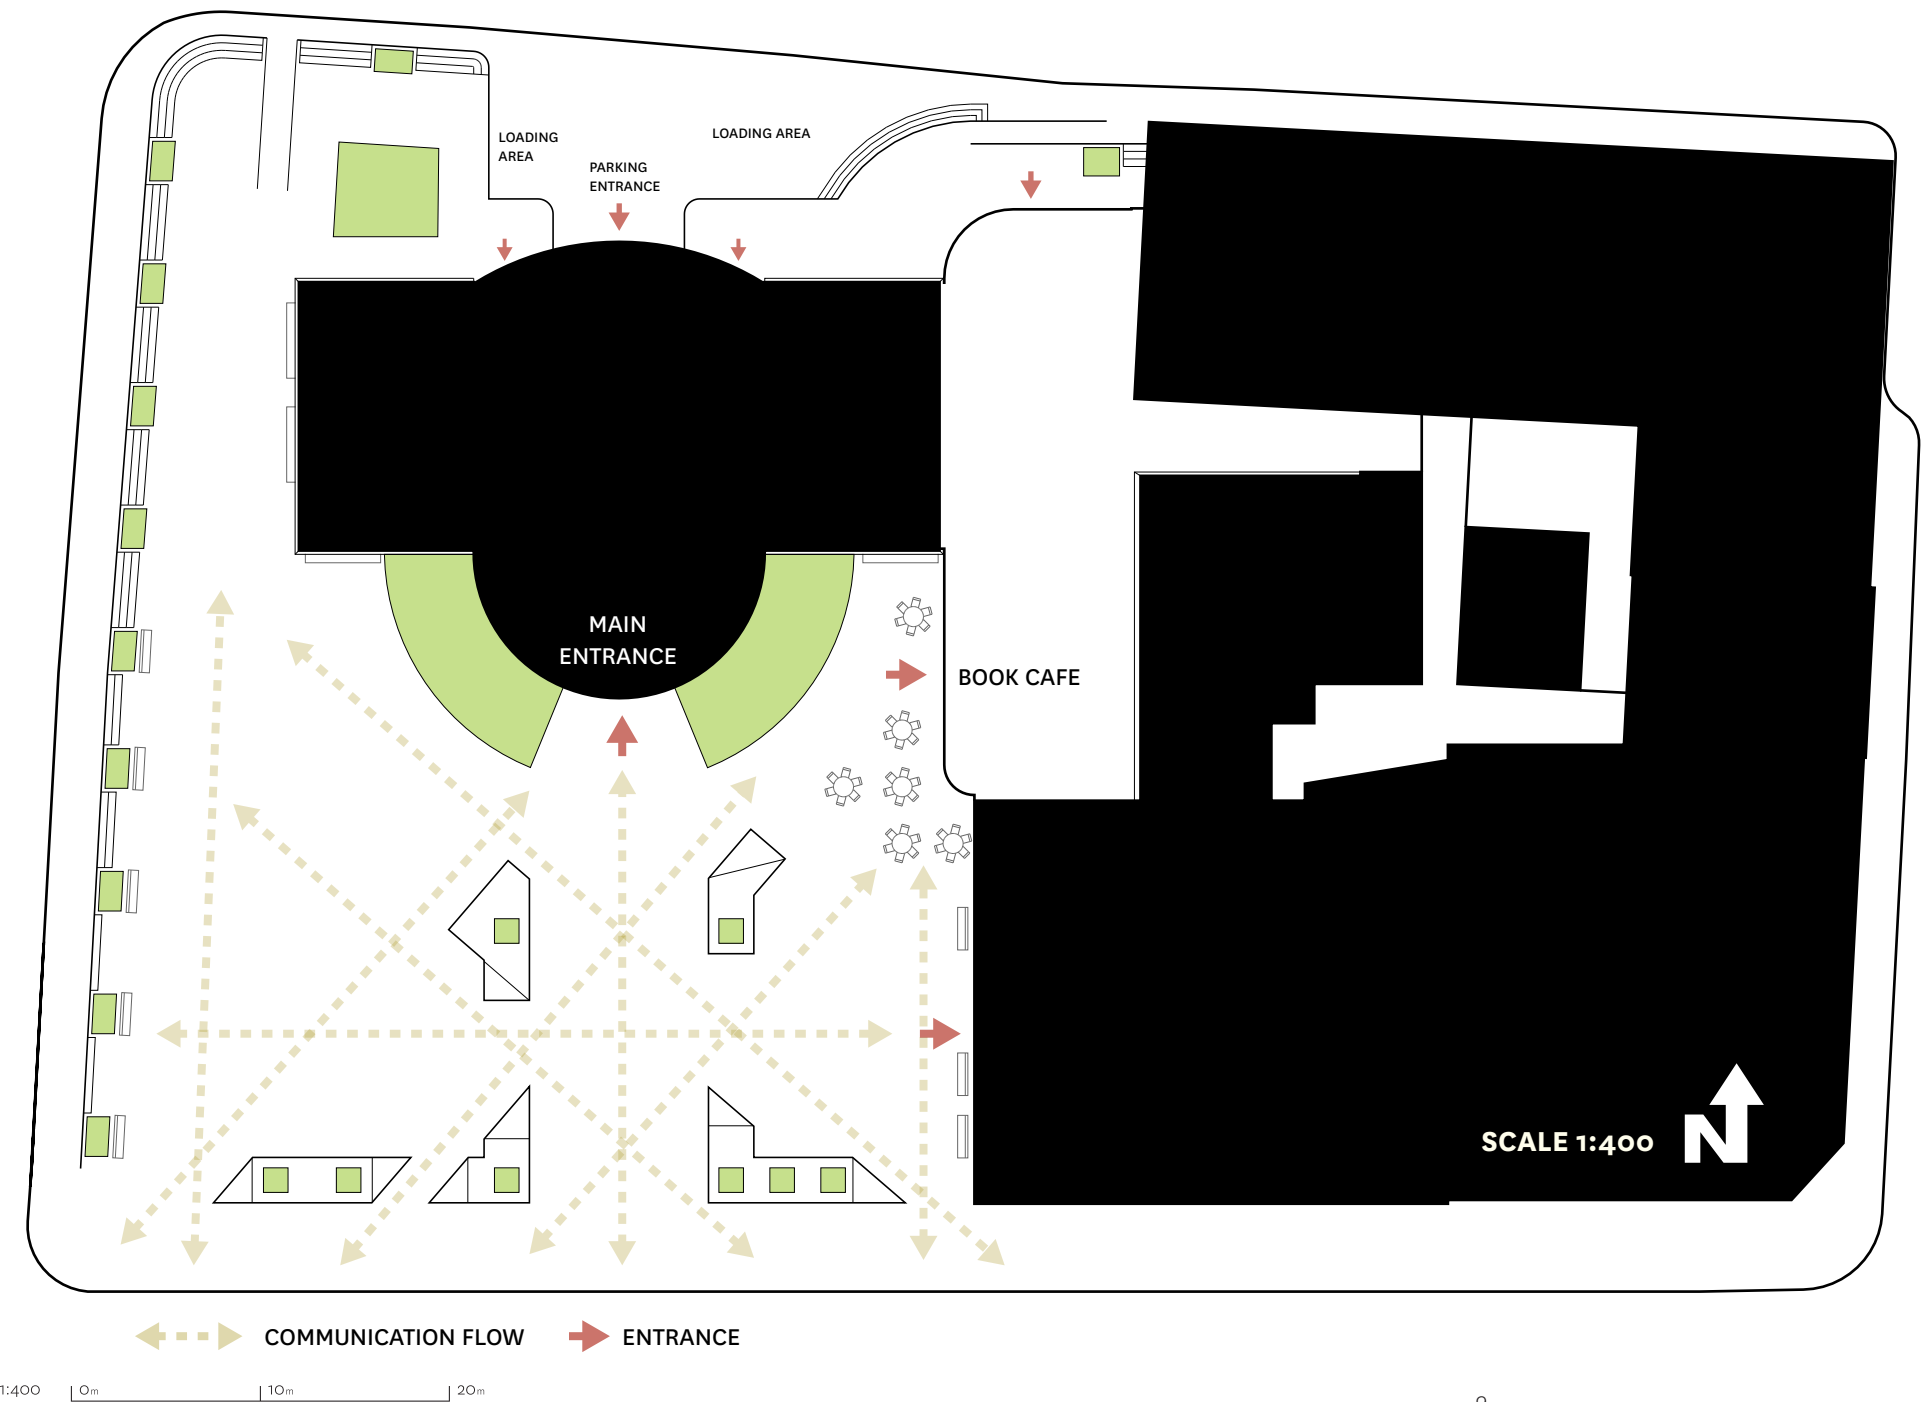 LOADING
AREA
LOADING AREA
PARKING
ENTRANCE
MAIN
ENTRANCE
BOOK CAFE
SCALE 1:400
N
COMMUNICATION FLOW
ENTRANCE
1:400
0m
10m
20m